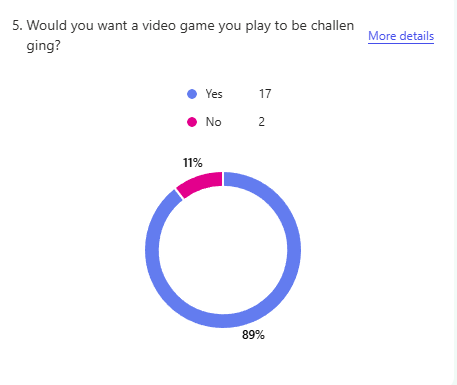 5. Would you want a video game you play to be challen
ging?
More details
Yes 17
No 2
11%
89%